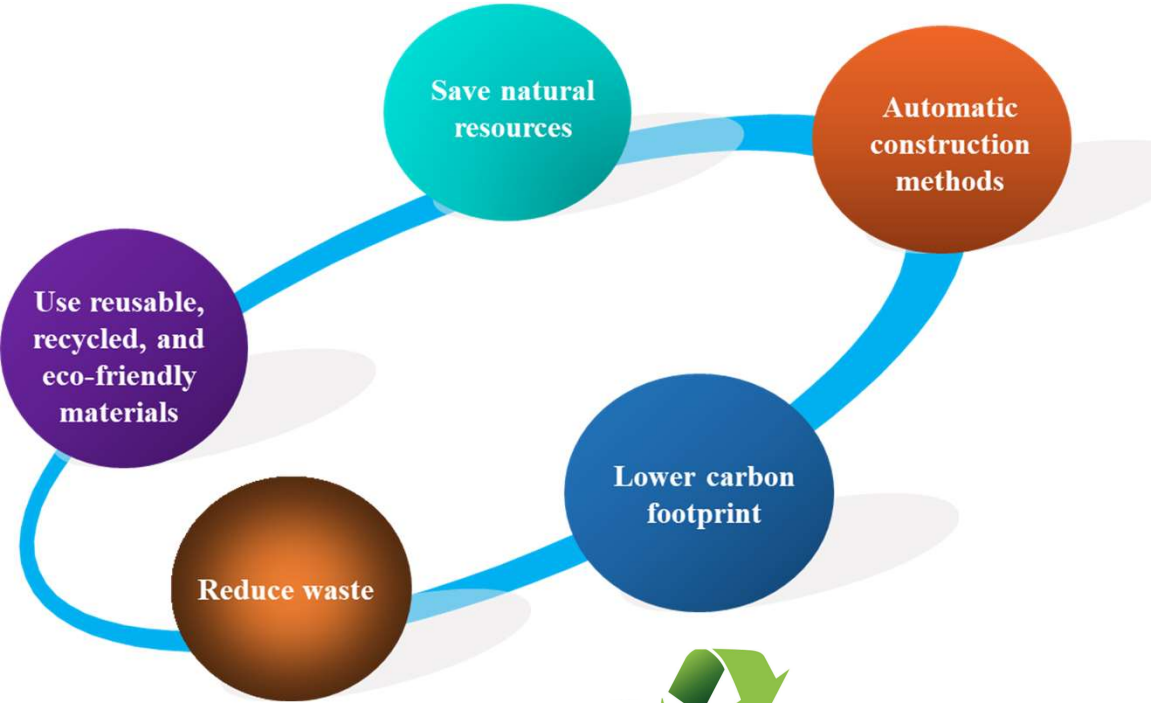 Save natural
resources
Automatic
construction
methods
Use reusable,
recycled, and
eco-friendly
materials
Lower carbon
footprint
Reduce waste